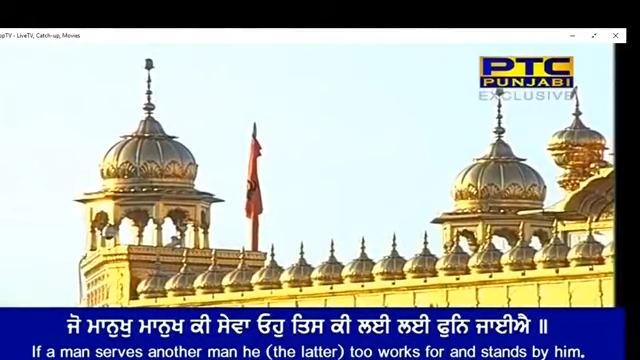 opTV - LiveTV, Catch-up, Movies
PTC
PUNJABI
EXCLUSIVE
ਜੋ ਮਾਨੁਖੁ ਮਾਨੁਖ ਕੀ ਸੇਵਾ ਓਹੁ ਤਿਸ ਕੀ ਲਈ ਲਈ ਫੁਨਿ ਜਾਈਐ ॥
If a man serves another man he (the latter) too works for and stands by him.